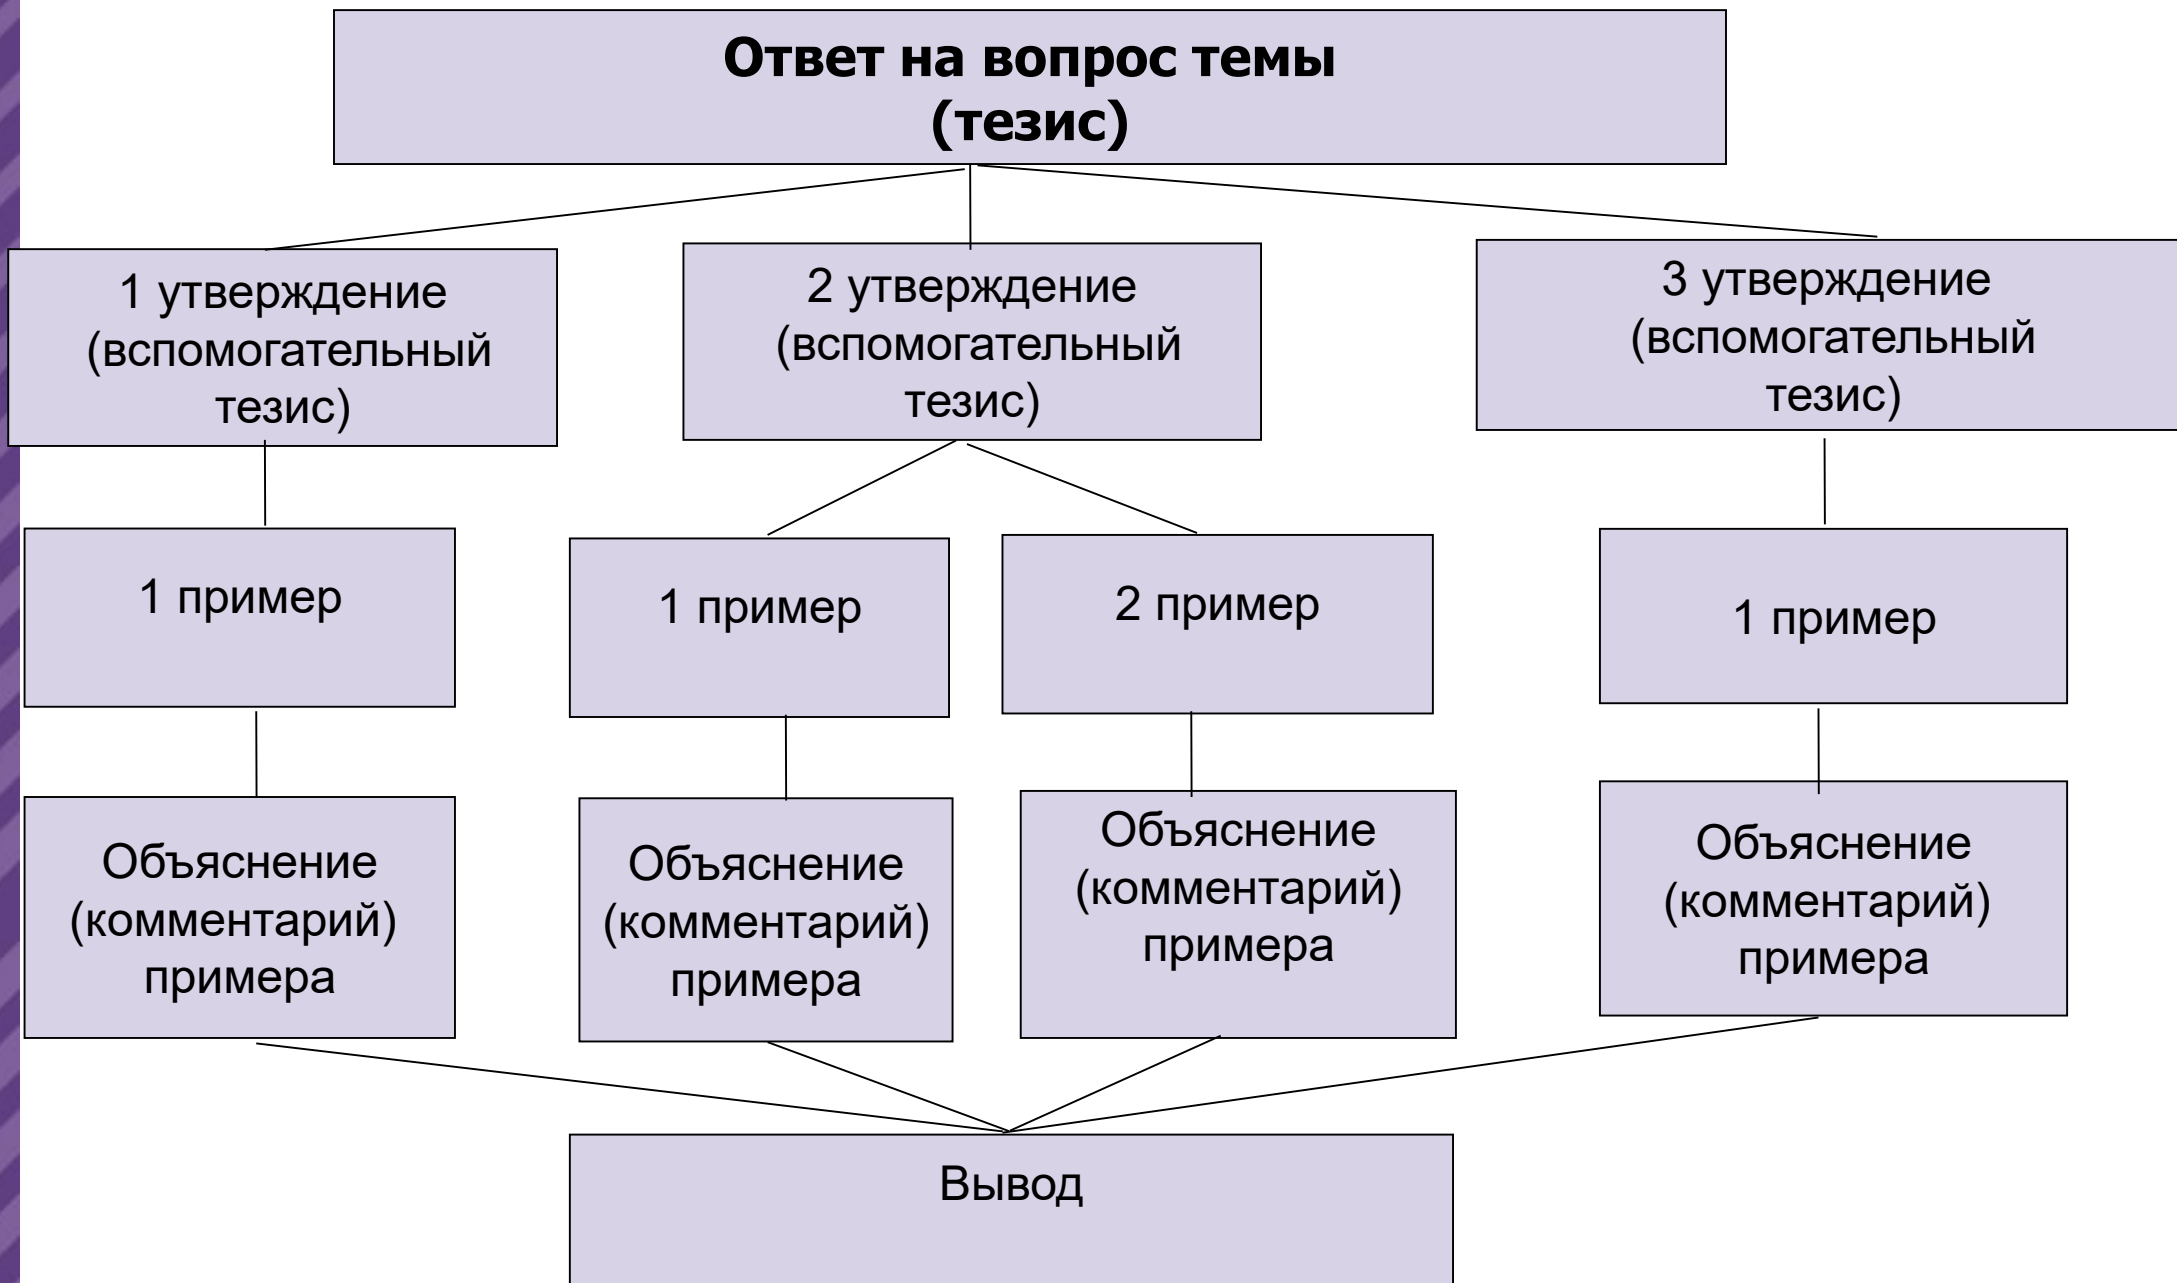 Ответ на вопрос темы
(тезис)
1 утверждение
(вспомогательный
тезис)
2 утверждение
(вспомогательный
тезис)
3 утверждение
(вспомогательный
тезис)
1 пример
1 пример
2 пример
1 пример
Объяснение
(комментарий)
примера
Объяснение
(комментарий)
примера
Объяснение
(комментарий)
примера
Объяснение
(комментарий)
примера
Вывод